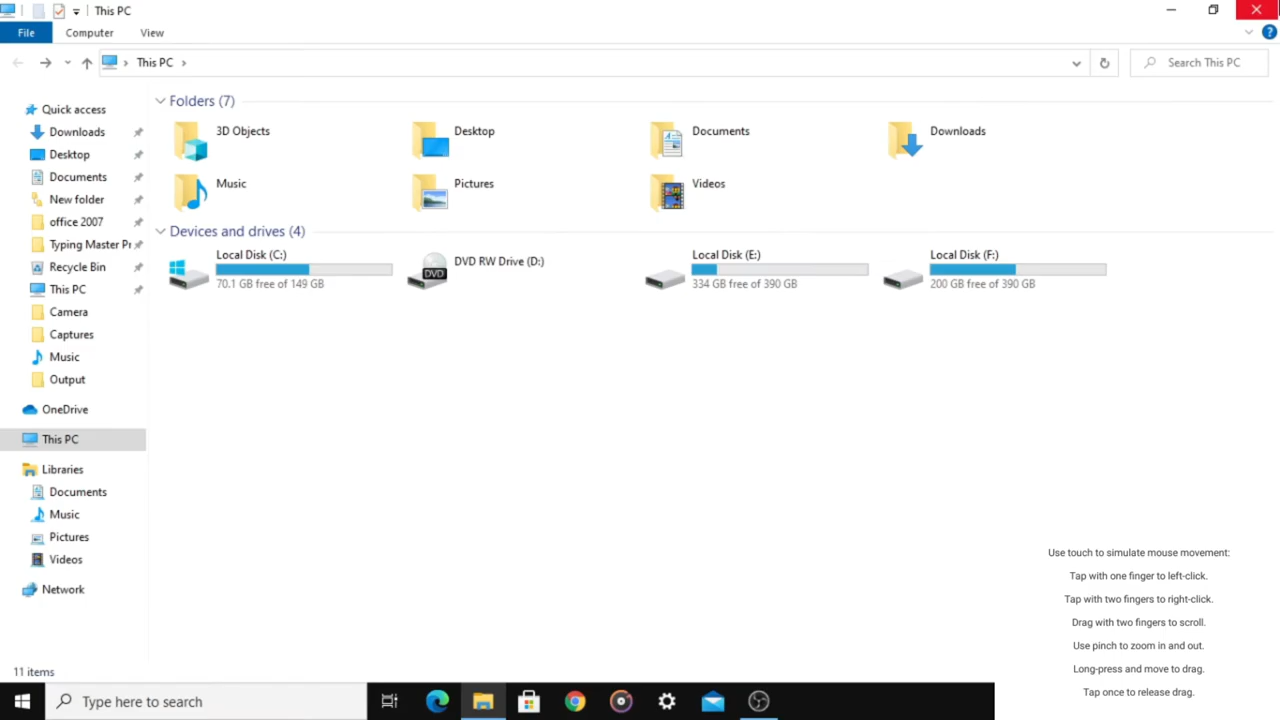 This PC
File Computer View
This PC
Search This PC
Quick access
Downloads
Desktop
Documents
New folder
office 2007
Typing Master Pr
Recycle Bin
This PC
Camera
Captures
Music
Output
OneDrive
This PC
Libraries
Documents
Music
Pictures
Videos
Network
Folders (7)
3D Objects Desktop Documents Downloads
Music Pictures Videos
Devices and drives (4)
Local Disk (C:)
70.1 GB free of 149 GB
DVD RW Drive (D:)
DVD
Local Disk (E:)
334 GB free of 390 GB
Local Disk (F:)
200 GB free of 390 GB
Use touch to simulate mouse movement:
Tap with one finger to left-click.
Tap with two fingers to right-click.
Drag with two fingers to scroll.
Use pinch to zoom in and out.
Long-press and move to drag.
Tap once to release drag.
11 items
Type here to search